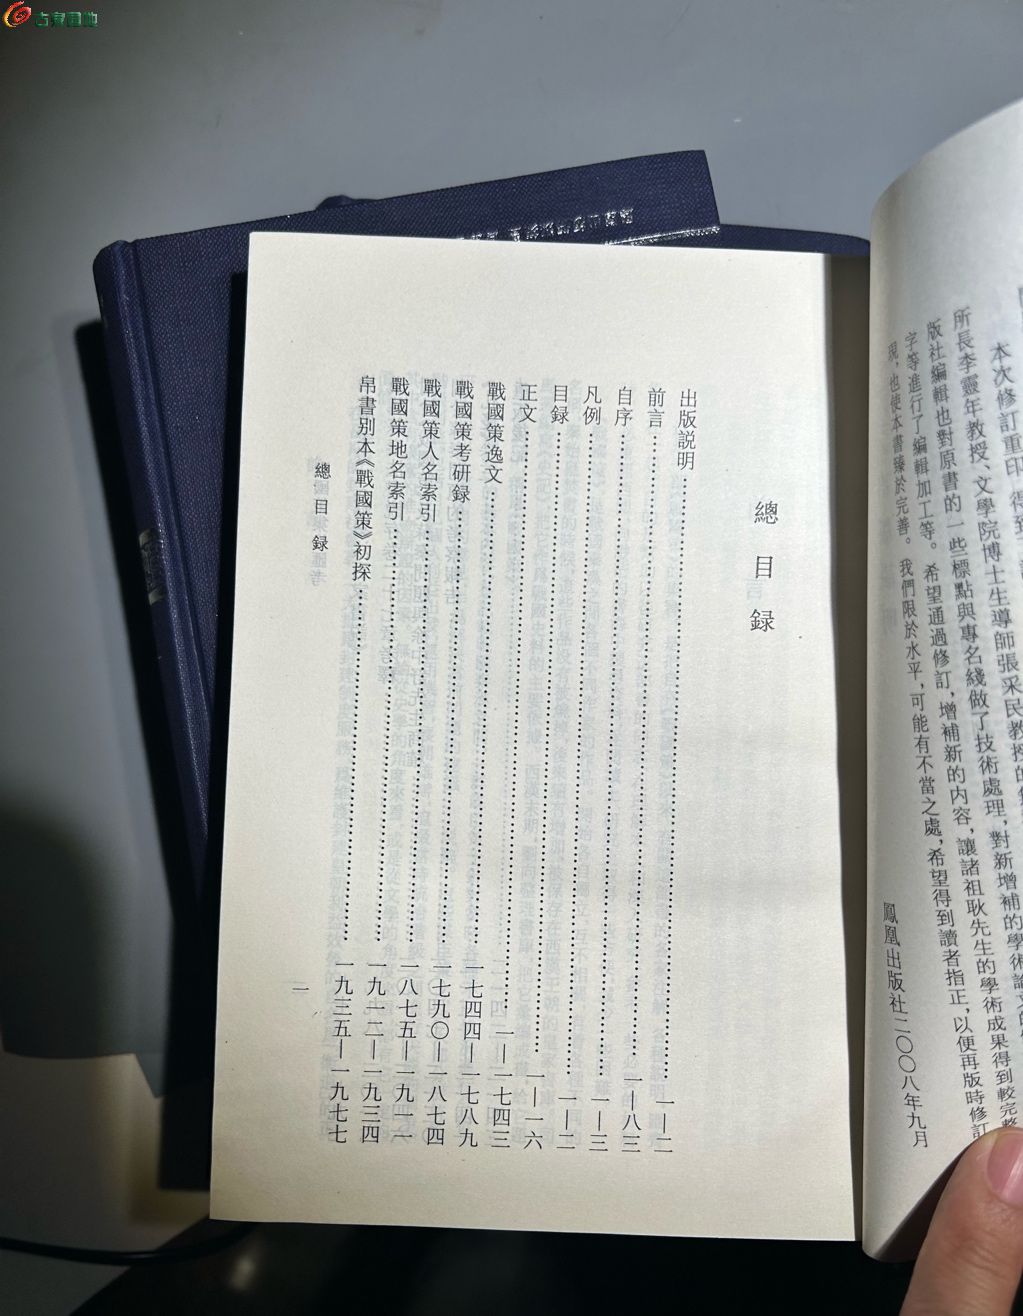 本次修訂重印，得到
所長李靈年教授、文學院博士生導師張采民教授的
版社編輯也對原書的一些標點與專名綫做了技術處理，對新增補的學術論文的
字等進行了編輯加工等。希望通過修訂，增補新的内容，讓諸祖耿先生的學術成果得到較完整
現，也使本書臻於完善。我們限於水平，可能有不當之處，希望得到讀者指正，以便再版時修訂
鳳凰出版社二〇〇八年九月
總目録
出版説明……一—二
前言……一—八三
自序……一—三
凡例……一—二
目録……一—一六
正文……一—一七四三
戰國策逸文……一七四四—一七八九
戰國策考研録……一七九〇—一八七四
戰國策人名索引……一八七五—一九一一
戰國策地名索引……一九一二—一九三四
帛書别本《戰國策》初探……一九三五—一九七七
總目録
一